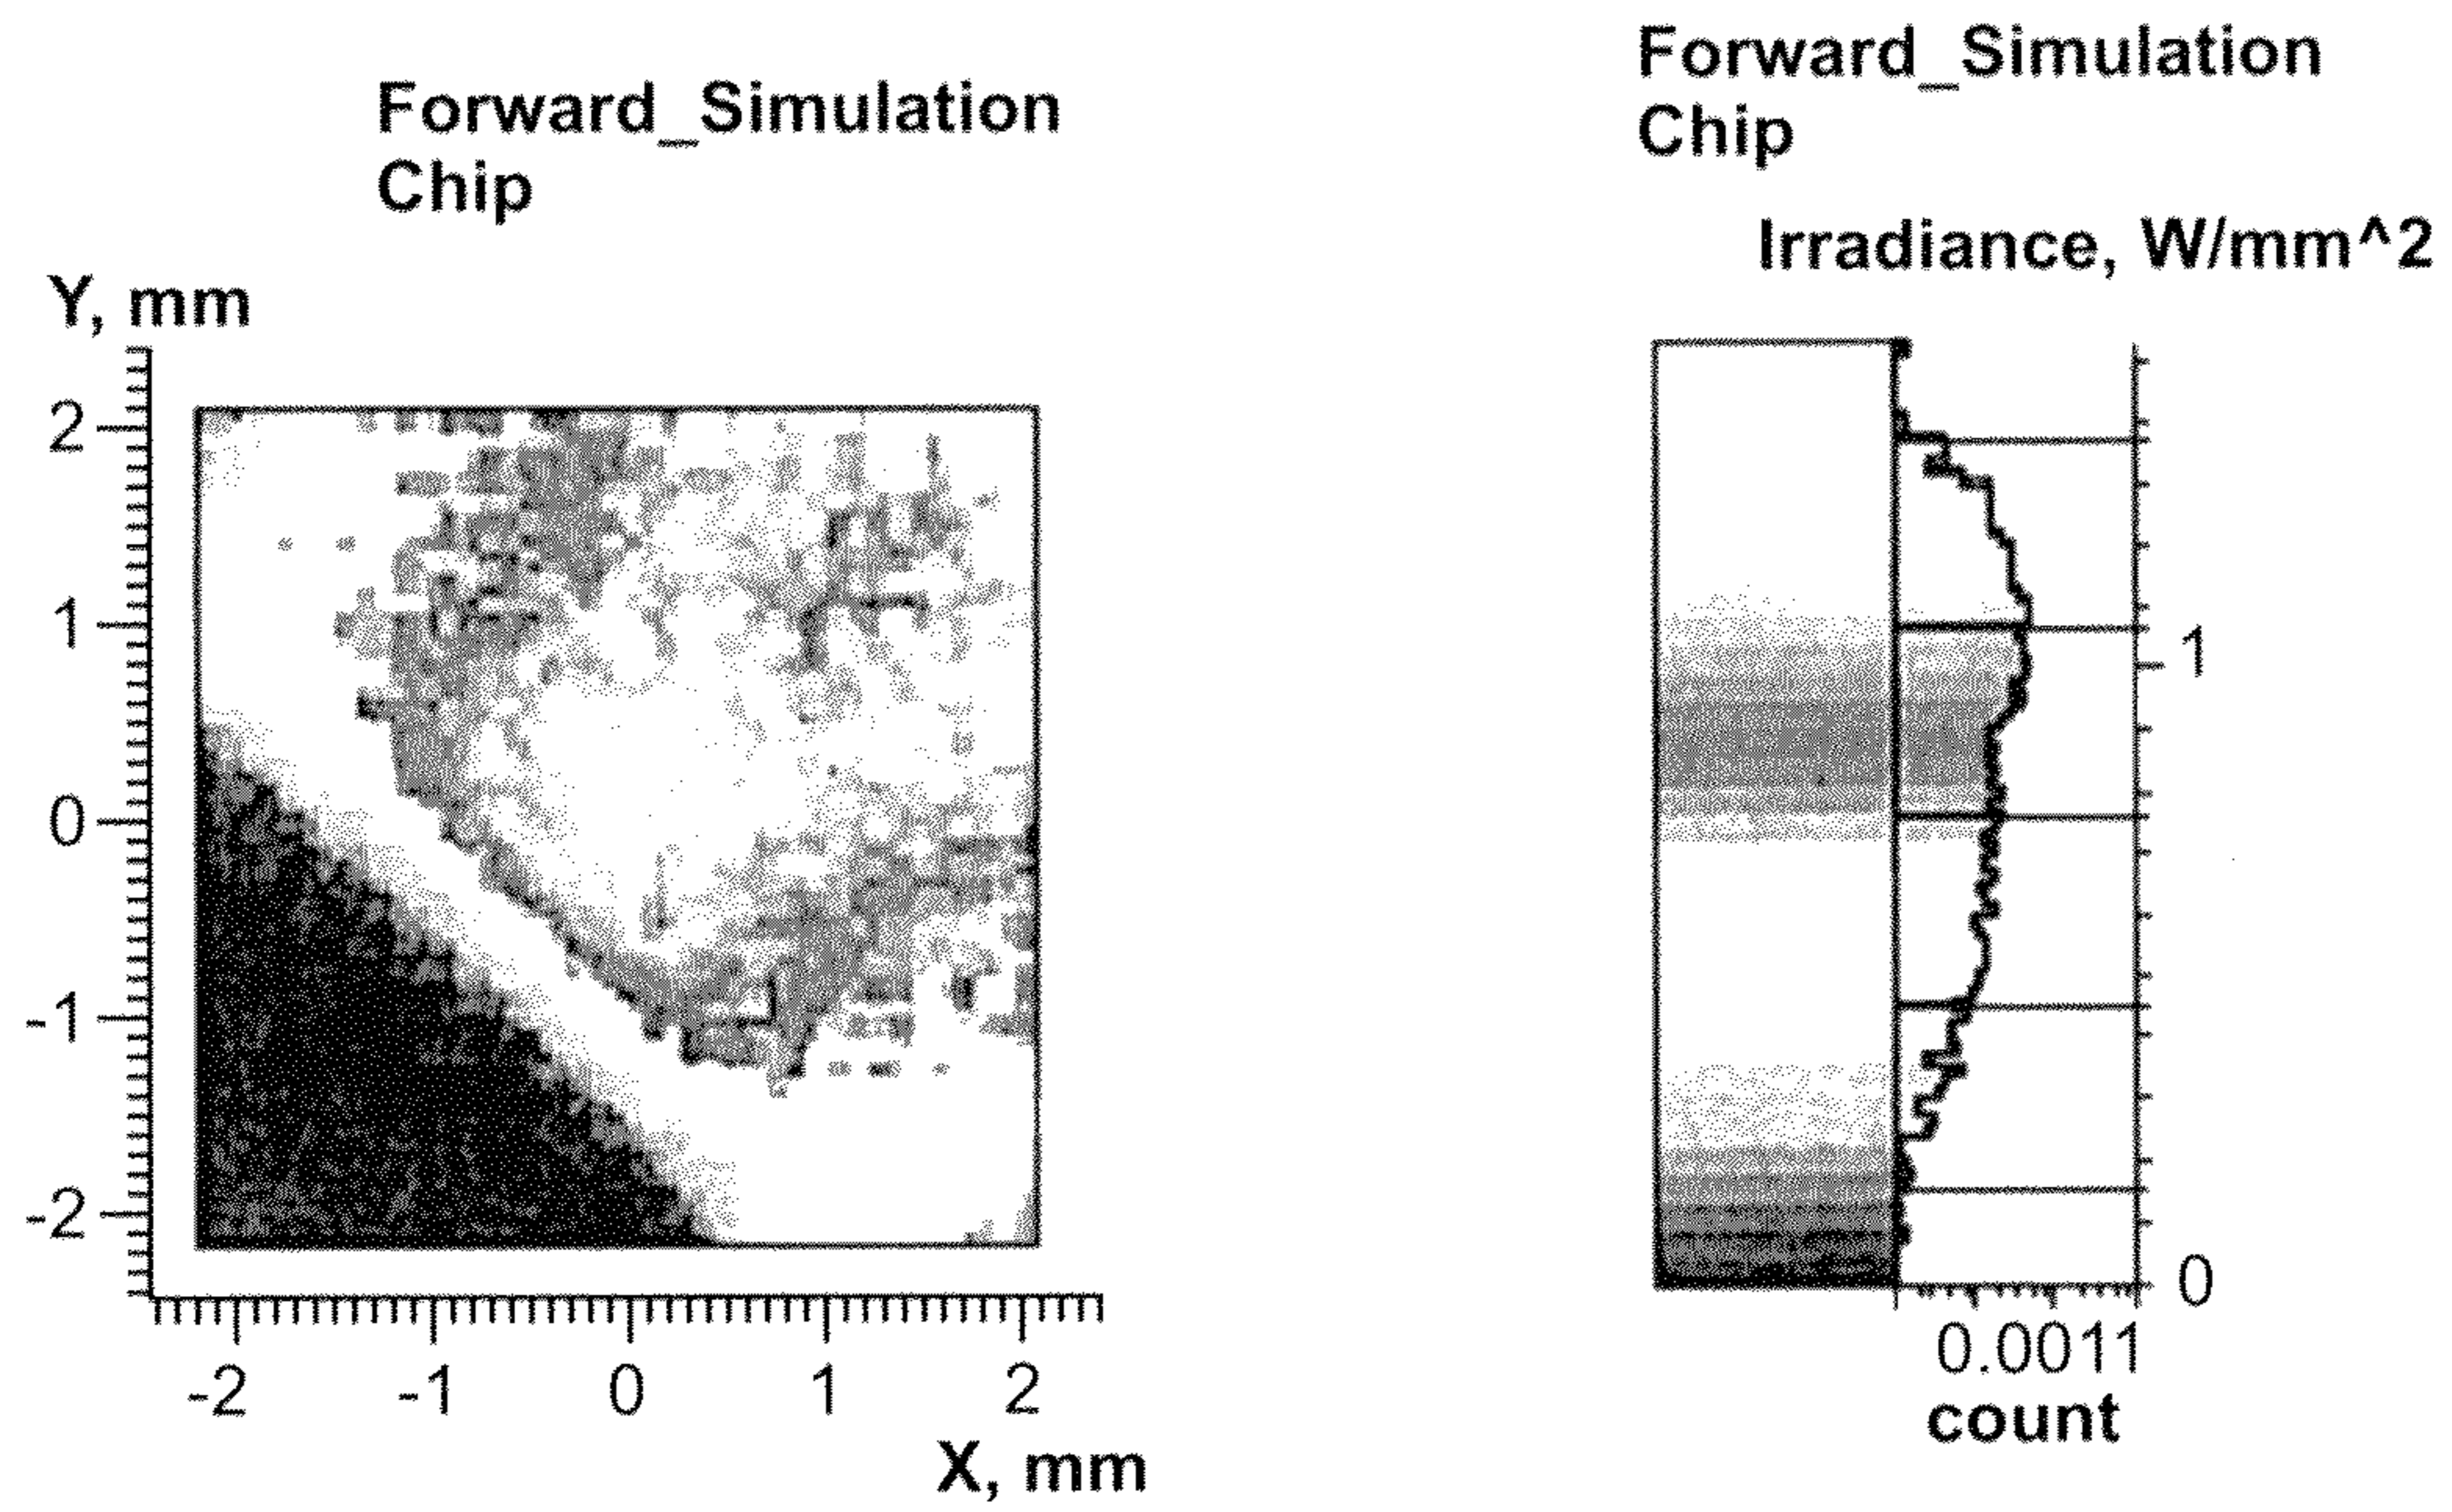 Forward_Simulation
Chip
Y, mm
2
1
0
-1
-2
-2 -1 0 1 2
X, mm
Forward_Simulation
Chip
Irradiance, W/mm^2
1
0
0.0011
count